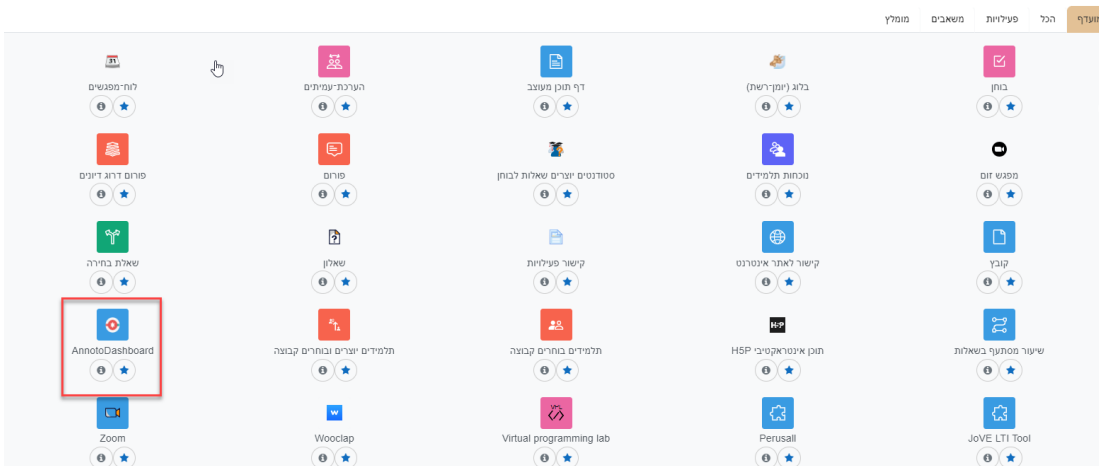 מועדף הכל פעילויות משאבים מומלץ
בוחן
בלוג (יומן־רשת)
דף תוכן מעוצב
הערכת־עמיתים
לוח־מפגשים
מפגש זום
נוכחות תלמידים
סטודנטים יוצרים שאלות לבוחן
פורום
פורום דרוג דיונים
קובץ
קישור לאתר אינטרנט
קישור פעילויות
שאלון
שאלת בחירה
שיעור מסתעף בשאלות
תוכן אינטראקטיבי H5P
תלמידים בוחרים קבוצה
תלמידים יוצרים ובוחרים קבוצה
AnnotoDashboard
JoVE LTI Tool
Perusall
Virtual programming lab
Wooclap
Zoom